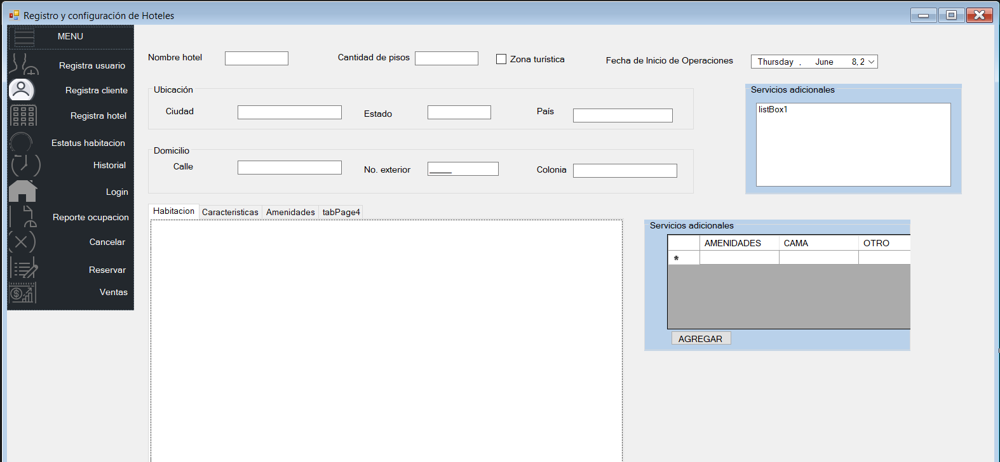 Registro y configuración de Hoteles
MENU
Registra usuario
Registra cliente
Registra hotel
Estatus habitacion
Historial
Login
Reporte ocupacion
Cancelar
Reservar
Ventas
Nombre hotel
Cantidad de pisos
Zona turística
Fecha de Inicio de Operaciones
Thursday , June 8, 2
Ubicación
Ciudad
Estado
País
Servicios adicionales
listBox1
Domicilio
Calle
No. exterior
_____
Colonia
Habitacion Caracteristicas Amenidades tabPage4
Servicios adicionales
AMENIDADES CAMA OTRO
*
AGREGAR